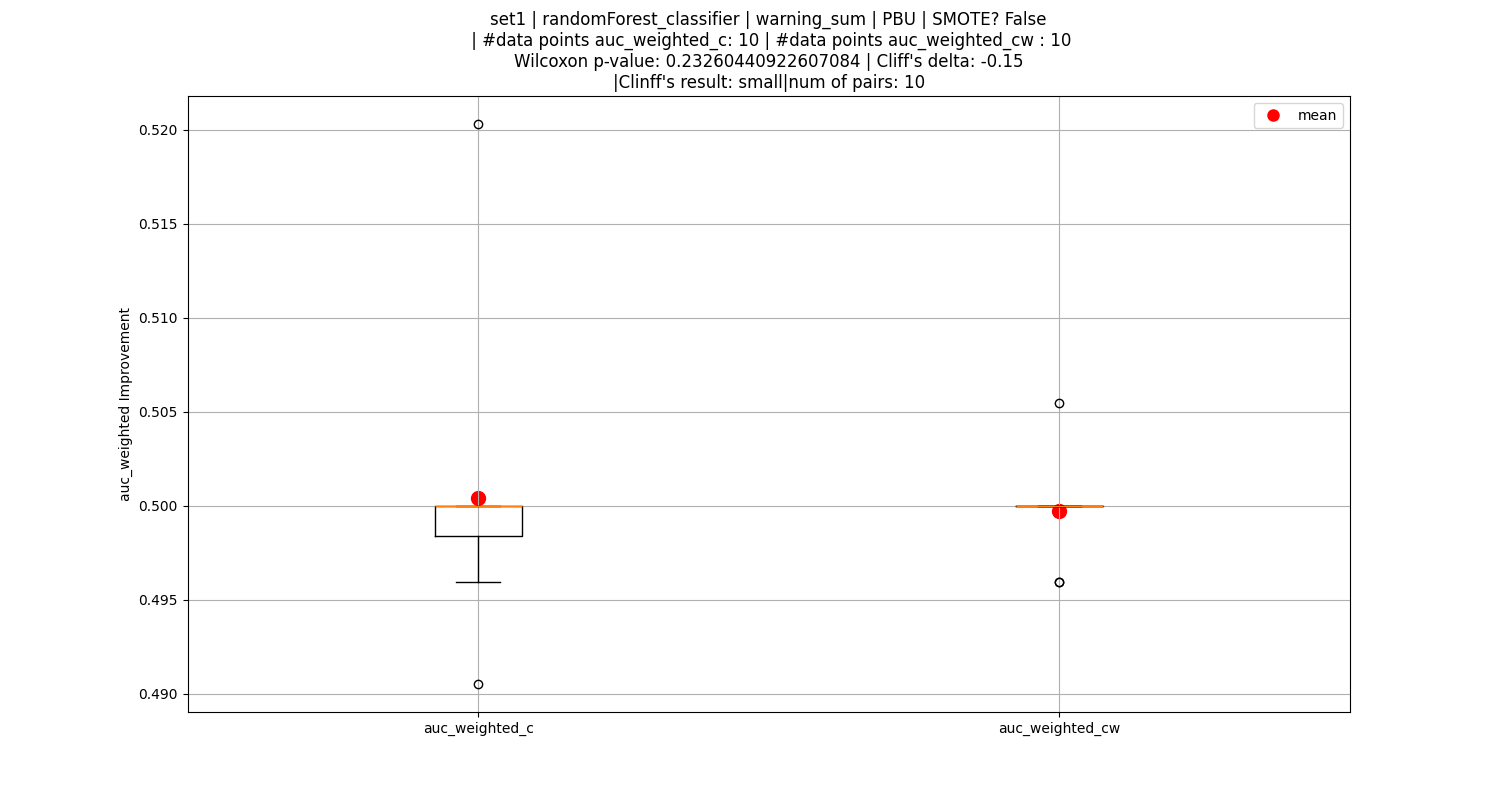 set1 | randomForest_classifier | warning_sum | PBU | SMOTE? False
| #data points auc_weighted_c: 10 | #data points auc_weighted_cw : 10
Wilcoxon p-value: 0.23260440922607084 | Cliff's delta: -0.15
|Clinff's result: small|num of pairs: 10
mean
0.520
0.515
0.510
0.505
0.500
0.495
0.490
auc_weighted Improvement
auc_weighted_c
auc_weighted_cw